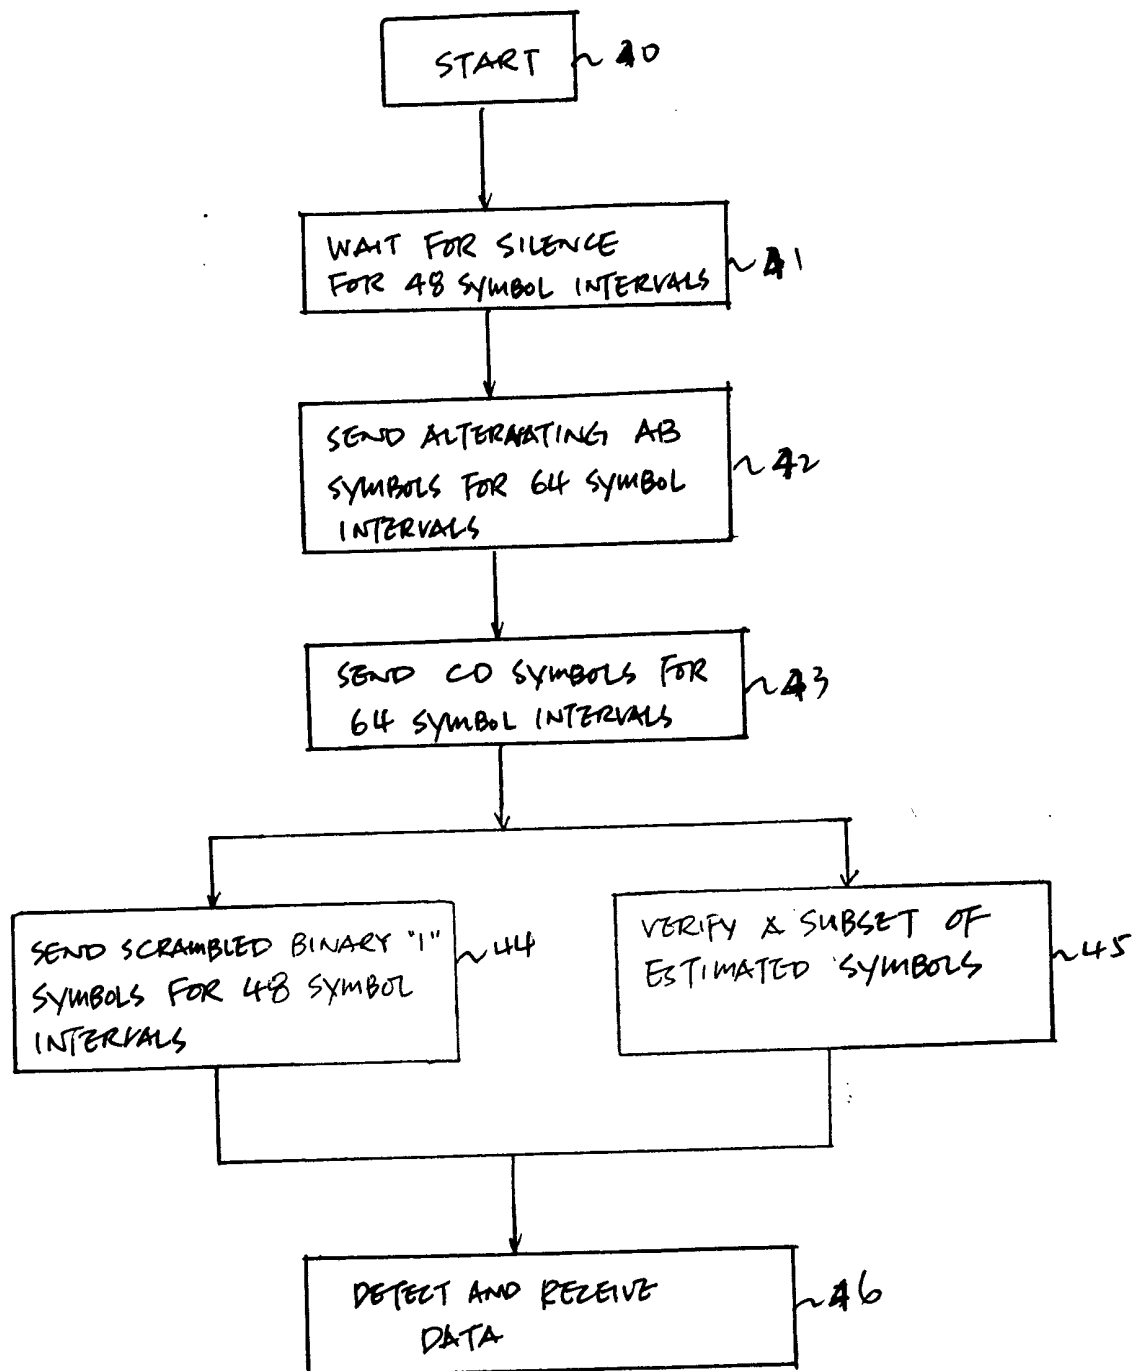 START
40
WAIT FOR SILENCE
FOR 48 SYMBOL INTERVALS
41
SEND ALTERNATING AB
SYMBOLS FOR 64 SYMBOL
INTERVALS
42
SEND CD SYMBOLS FOR
64 SYMBOL INTERVALS
43
SEND SCRAMBLED BINARY "1"
SYMBOLS FOR 48 SYMBOL
INTERVALS
44
VERIFY A SUBSET OF
ESTIMATED SYMBOLS
45
DETECT AND RECEIVE
DATA
46